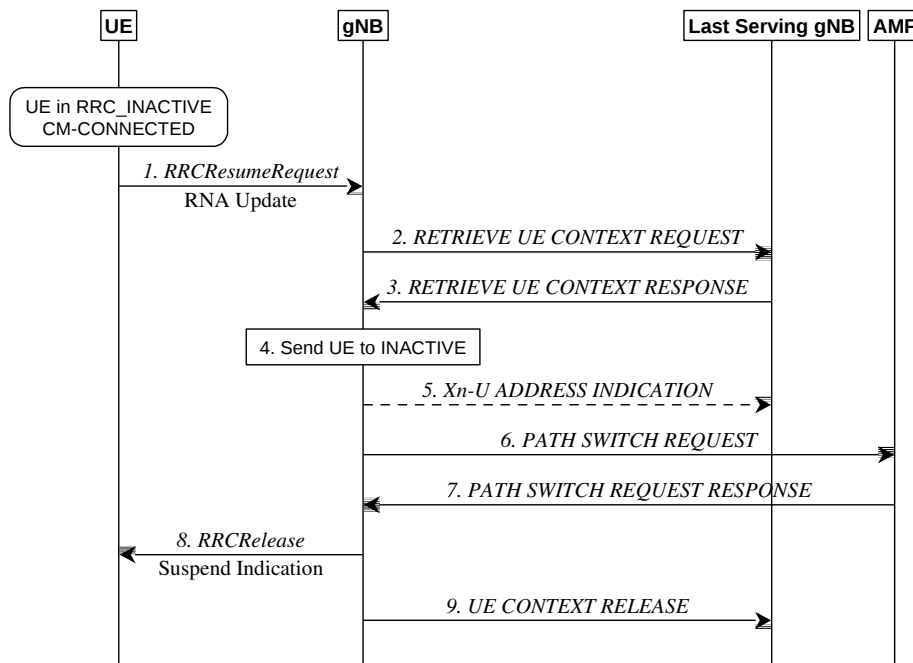 UE
gNB
Last Serving gNB
AMF
UE in RRC_INACTIVE
CM-CONNECTED
1. RRCResumeRequest
RNA Update
2. RETRIEVE UE CONTEXT REQUEST
3. RETRIEVE UE CONTEXT RESPONSE
4. Send UE to INACTIVE
5. Xn-U ADDRESS INDICATION
6. PATH SWITCH REQUEST
7. PATH SWITCH REQUEST RESPONSE
8. RRCRelease
Suspend Indication
9. UE CONTEXT RELEASE